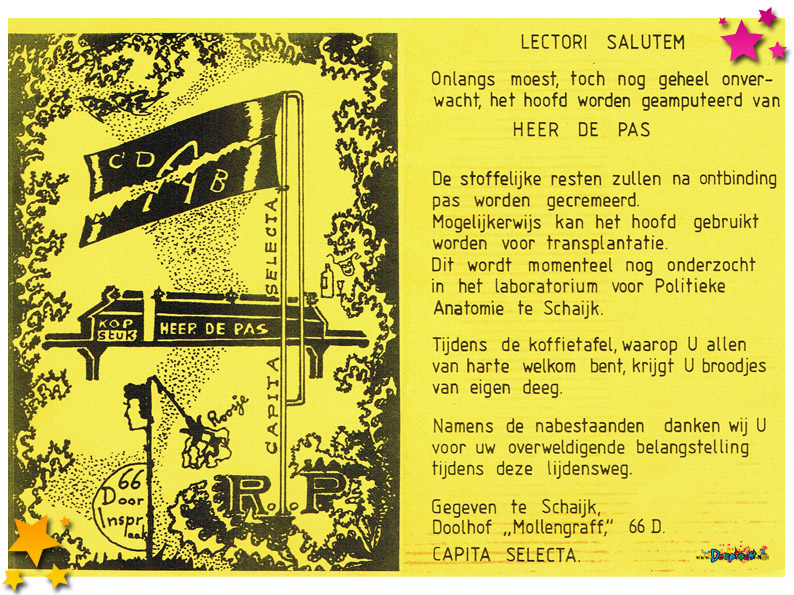 C D A
A B
CAPITA SELECTA
KOP
STUK
HEER DE PAS
Roosje
66
Door
Inspr
aak
R.I.P
LECTORI SALUTEM
Onlangs moest, toch nog geheel onver-
wacht, het hoofd worden geamputeerd van
HEER DE PAS
De stoffelijke resten zullen na ontbinding
pas worden gecremeerd.
Mogelijkerwijs kan het hoofd gebruikt
worden voor transplantatie.
Dit wordt momenteel nog onderzocht
in het laboratorium voor Politieke
Anatomie te Schaijk.
Tijdens de koffietafel, waarop U allen
van harte welkom bent, krijgt U broodjes
van eigen deeg.
Namens de nabestaanden danken wij U
voor uw overweldigende belangstelling
tijdens deze lijdensweg.
Gegeven te Schaijk,
Doolhof „Mollengraff," 66 D.
CAPITA SELECTA.